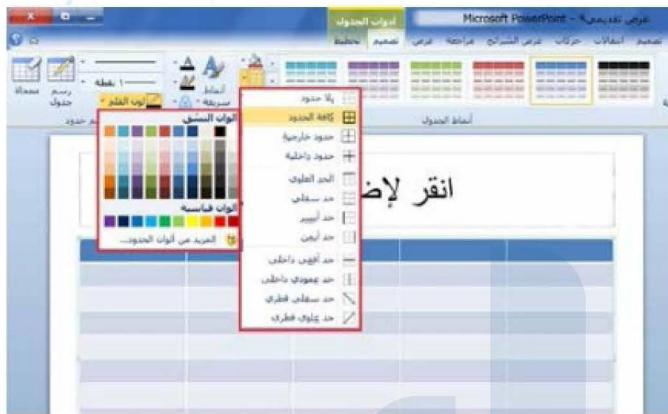 عرض تقديمي٩ - Microsoft PowerPoint
أدوات الجدول
تصميم انتقالات حركات عرض الشرائح مراجعة عرض تصميم تخطيط
أنماط سريعة
١ نقطة
لون القلم
رسم جدول
ممحاة
أنماط الجدول
حدود
بلا حدود
كافة الحدود
حدود خارجية
حدود داخلية
الحد العلوي
حد سفلي
حد أيسر
حد أيمن
حد أفقي داخلي
حد عمودي داخلي
حد سفلي قطري
حد علوي قطري
ألوان النسق
ألوان قياسية
المزيد من ألوان الحدود...
انقر لإض